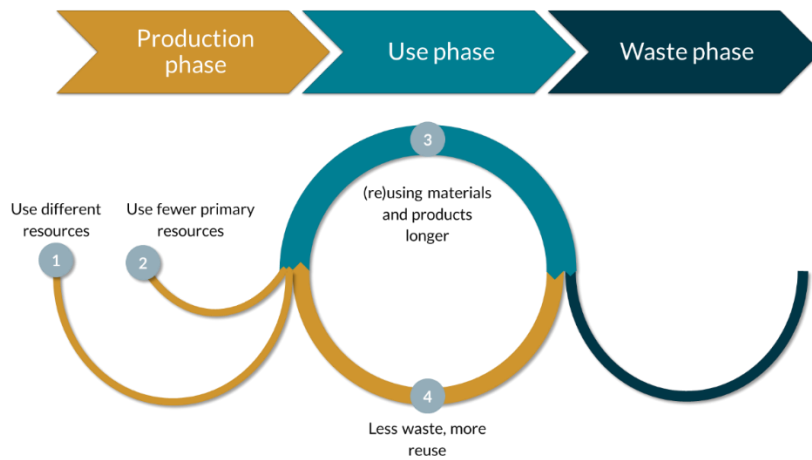 Production
phase
Use phase
Waste phase
3
(re)using materials
and products
longer
Use different
resources
Use fewer primary
resources
1
2
4
Less waste, more
reuse